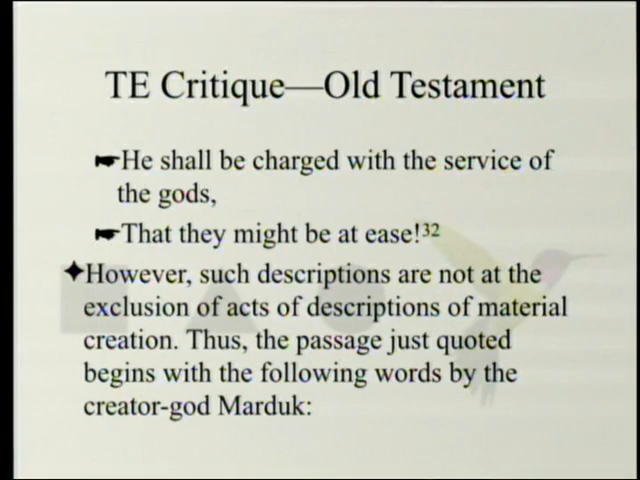 TE Critique—Old Testament
☛He shall be charged with the service of
the gods,
☛That they might be at ease!32
✦However, such descriptions are not at the
exclusion of acts of descriptions of material
creation. Thus, the passage just quoted
begins with the following words by the
creator-god Marduk: